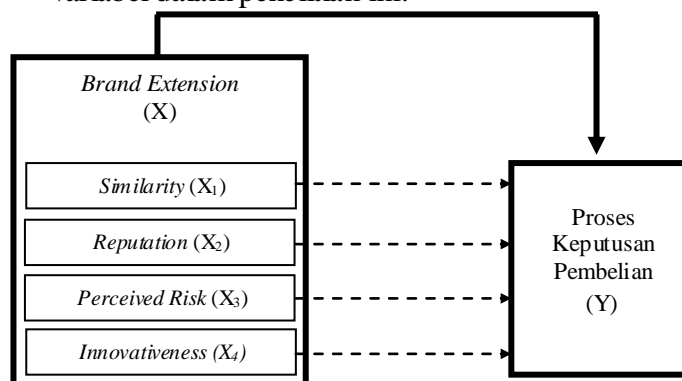 variabel dalam penelitian ini.
Brand Extension
(X)
Similarity (X1)
Reputation (X2)
Perceived Risk (X3)
Innovativeness (X4)
Proses
Keputusan
Pembelian
(Y)